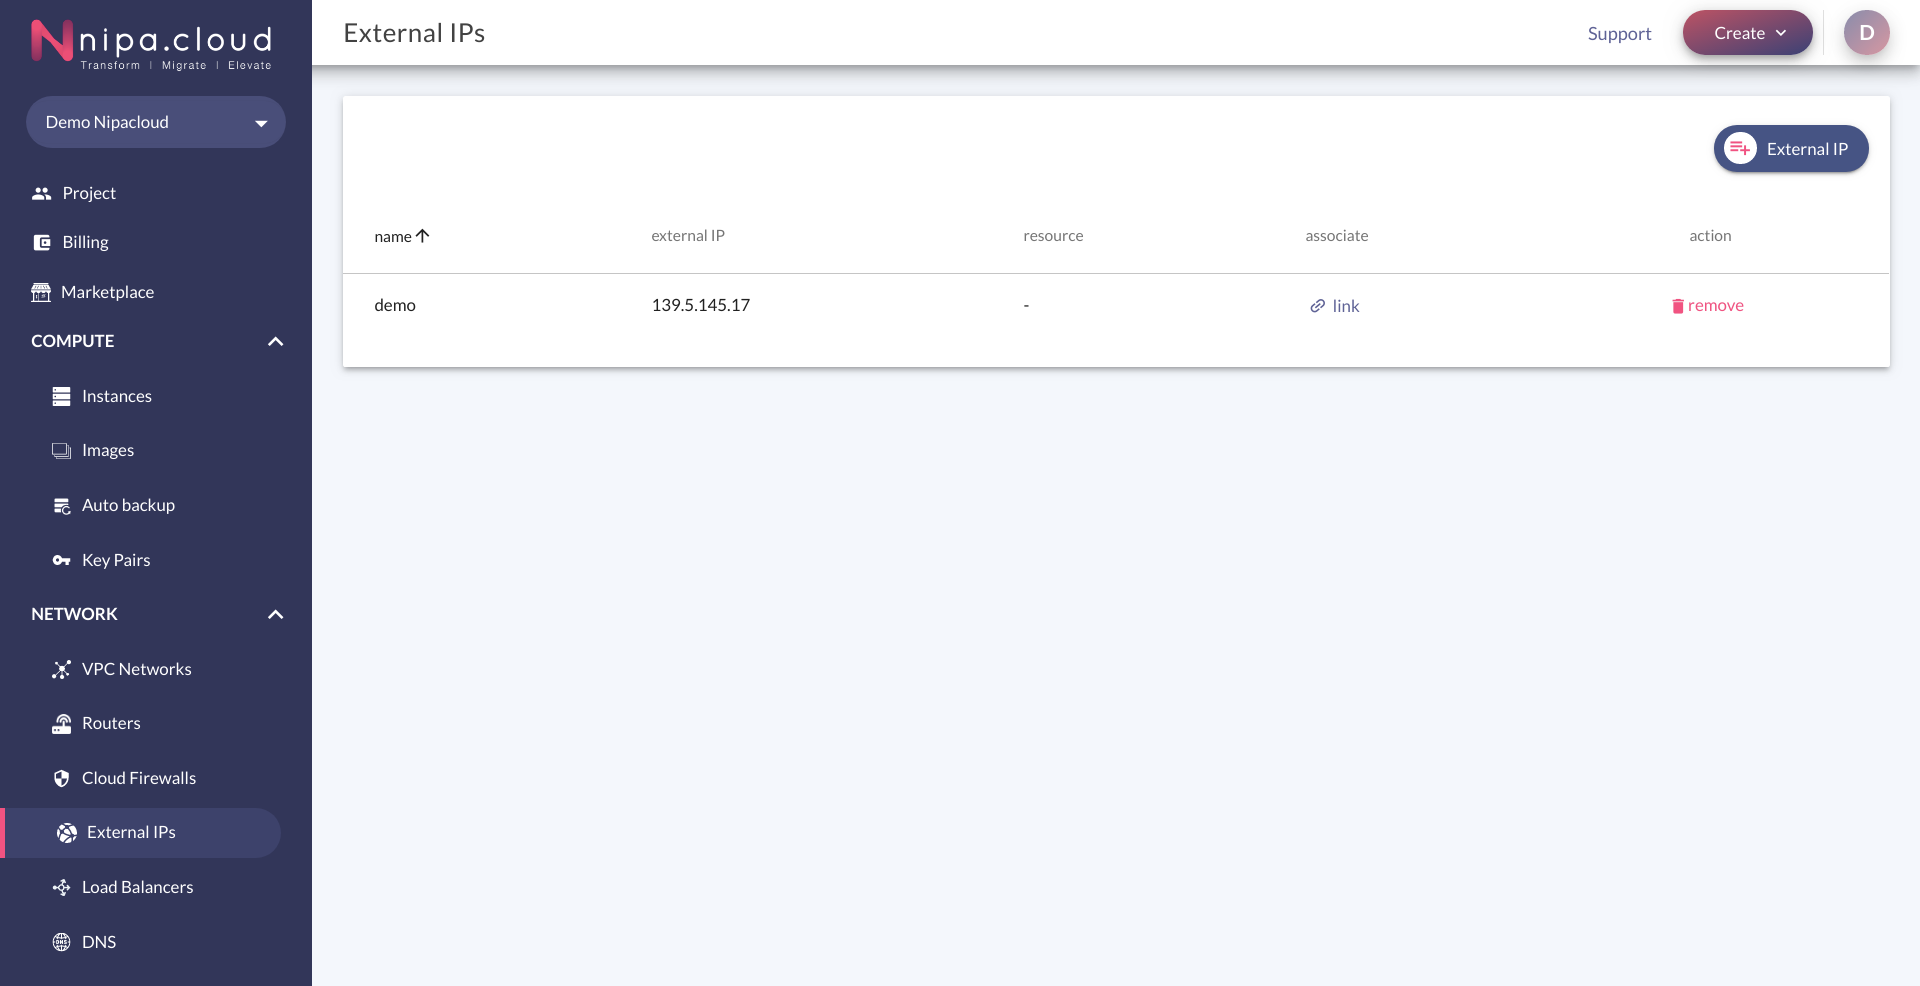 nipa.cloud
Transform | Migrate | Elevate
Demo Nipacloud
Project
Billing
Marketplace
COMPUTE
Instances
Images
Auto backup
Key Pairs
NETWORK
VPC Networks
Routers
Cloud Firewalls
External IPs
Load Balancers
DNS
External IPs
Support
Create
D
External IP
name external IP resource associate action
demo 139.5.145.17 - link remove